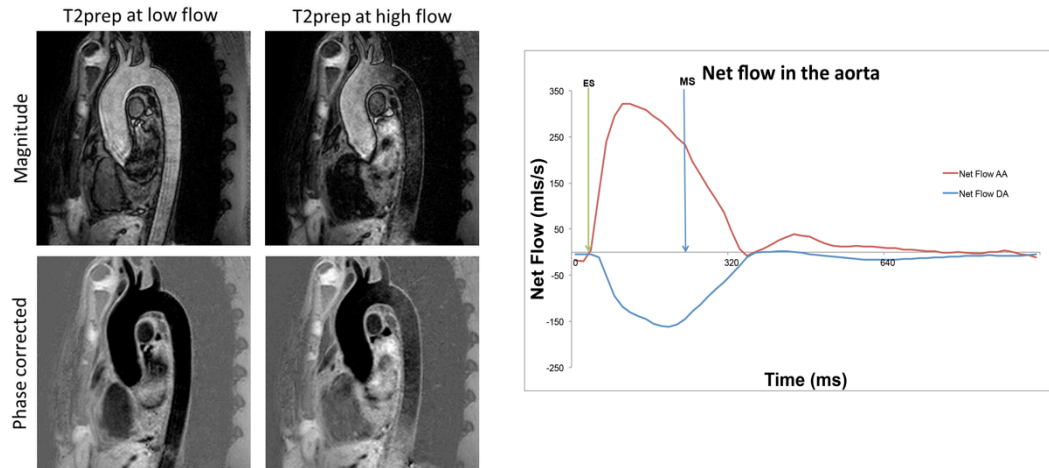 T2prep at low flow
T2prep at high flow
Magnitude
Phase corrected
Net flow in the aorta
ES
MS
Net Flow (mls/s)
350
250
150
50
-50
-150
-250
0
320
640
Time (ms)
Net Flow AA
Net Flow DA